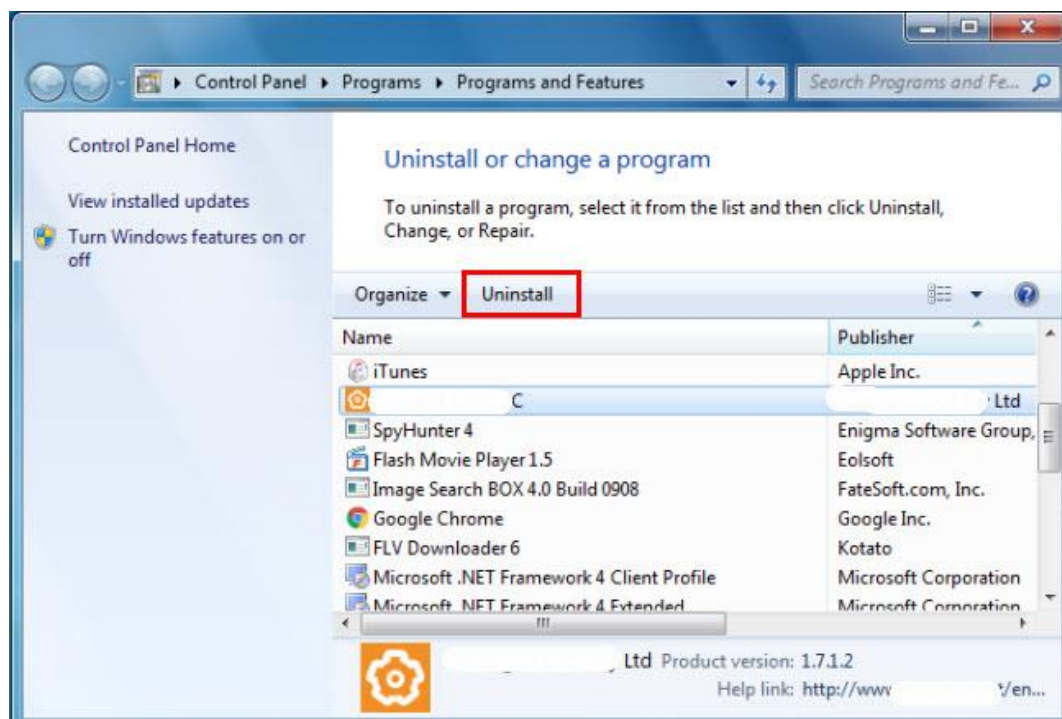 Control Panel Programs Programs and Features Search Programs and Fe...
Control Panel Home
View installed updates
Turn Windows features on or
off
Uninstall or change a program
To uninstall a program, select it from the list and then click Uninstall,
Change, or Repair.
Organize Uninstall
Name Publisher
iTunes Apple Inc.
C Ltd
SpyHunter 4 Enigma Software Group,
Flash Movie Player 1.5 Eolsoft
Image Search BOX 4.0 Build 0908 FateSoft.com, Inc.
Google Chrome Google Inc.
FLV Downloader 6 Kotato
Microsoft .NET Framework 4 Client Profile Microsoft Corporation
Microsoft .NET Framework 4 Extended Microsoft Corporation
Ltd Product version: 1.7.1.2
Help link: http://www /en...